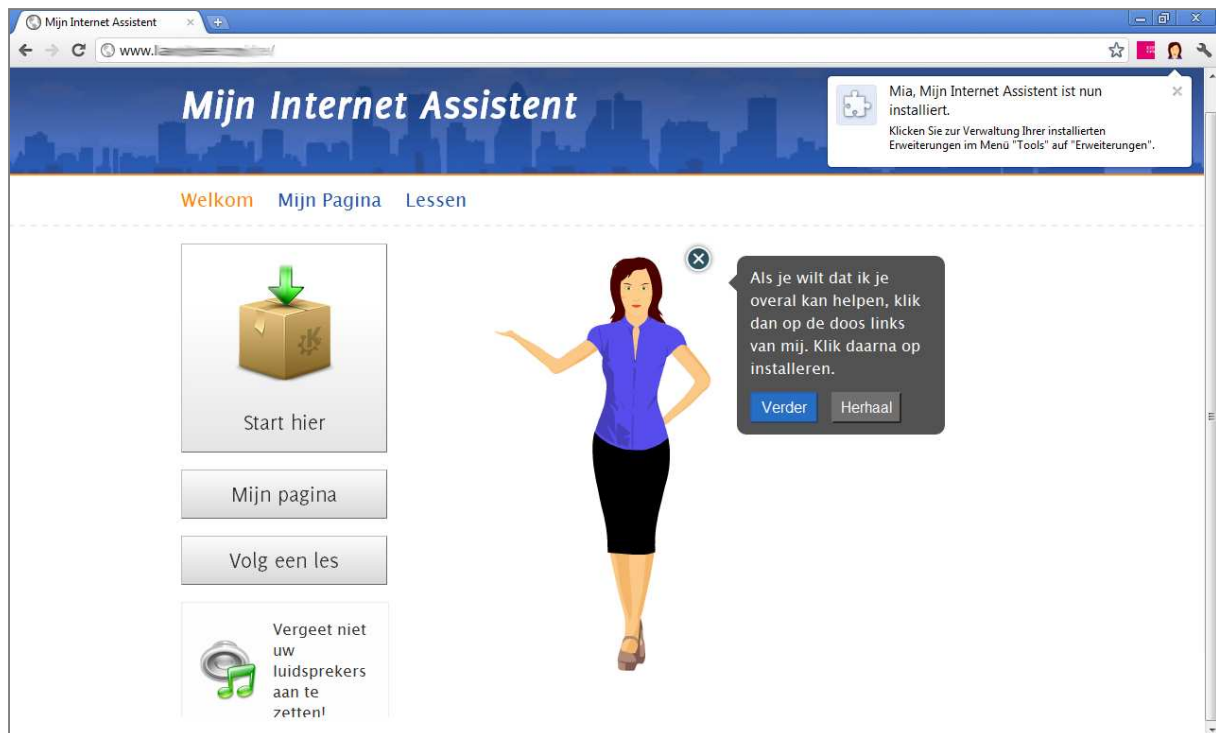 Mijn Internet Assistent
www.
Mijn Internet Assistent
Mia, Mijn Internet Assistent ist nun
installiert.
Klicken Sie zur Verwaltung Ihrer installierten
Erweiterungen im Menü "Tools" auf "Erweiterungen".
Welkom Mijn Pagina Lessen
Start hier
Mijn pagina
Volg een les
Vergeet niet
uw
luidsprekers
aan te
zetten!
Als je wilt dat ik je
overal kan helpen, klik
dan op de doos links
van mij. Klik daarna op
installeren.
Verder Herhaal